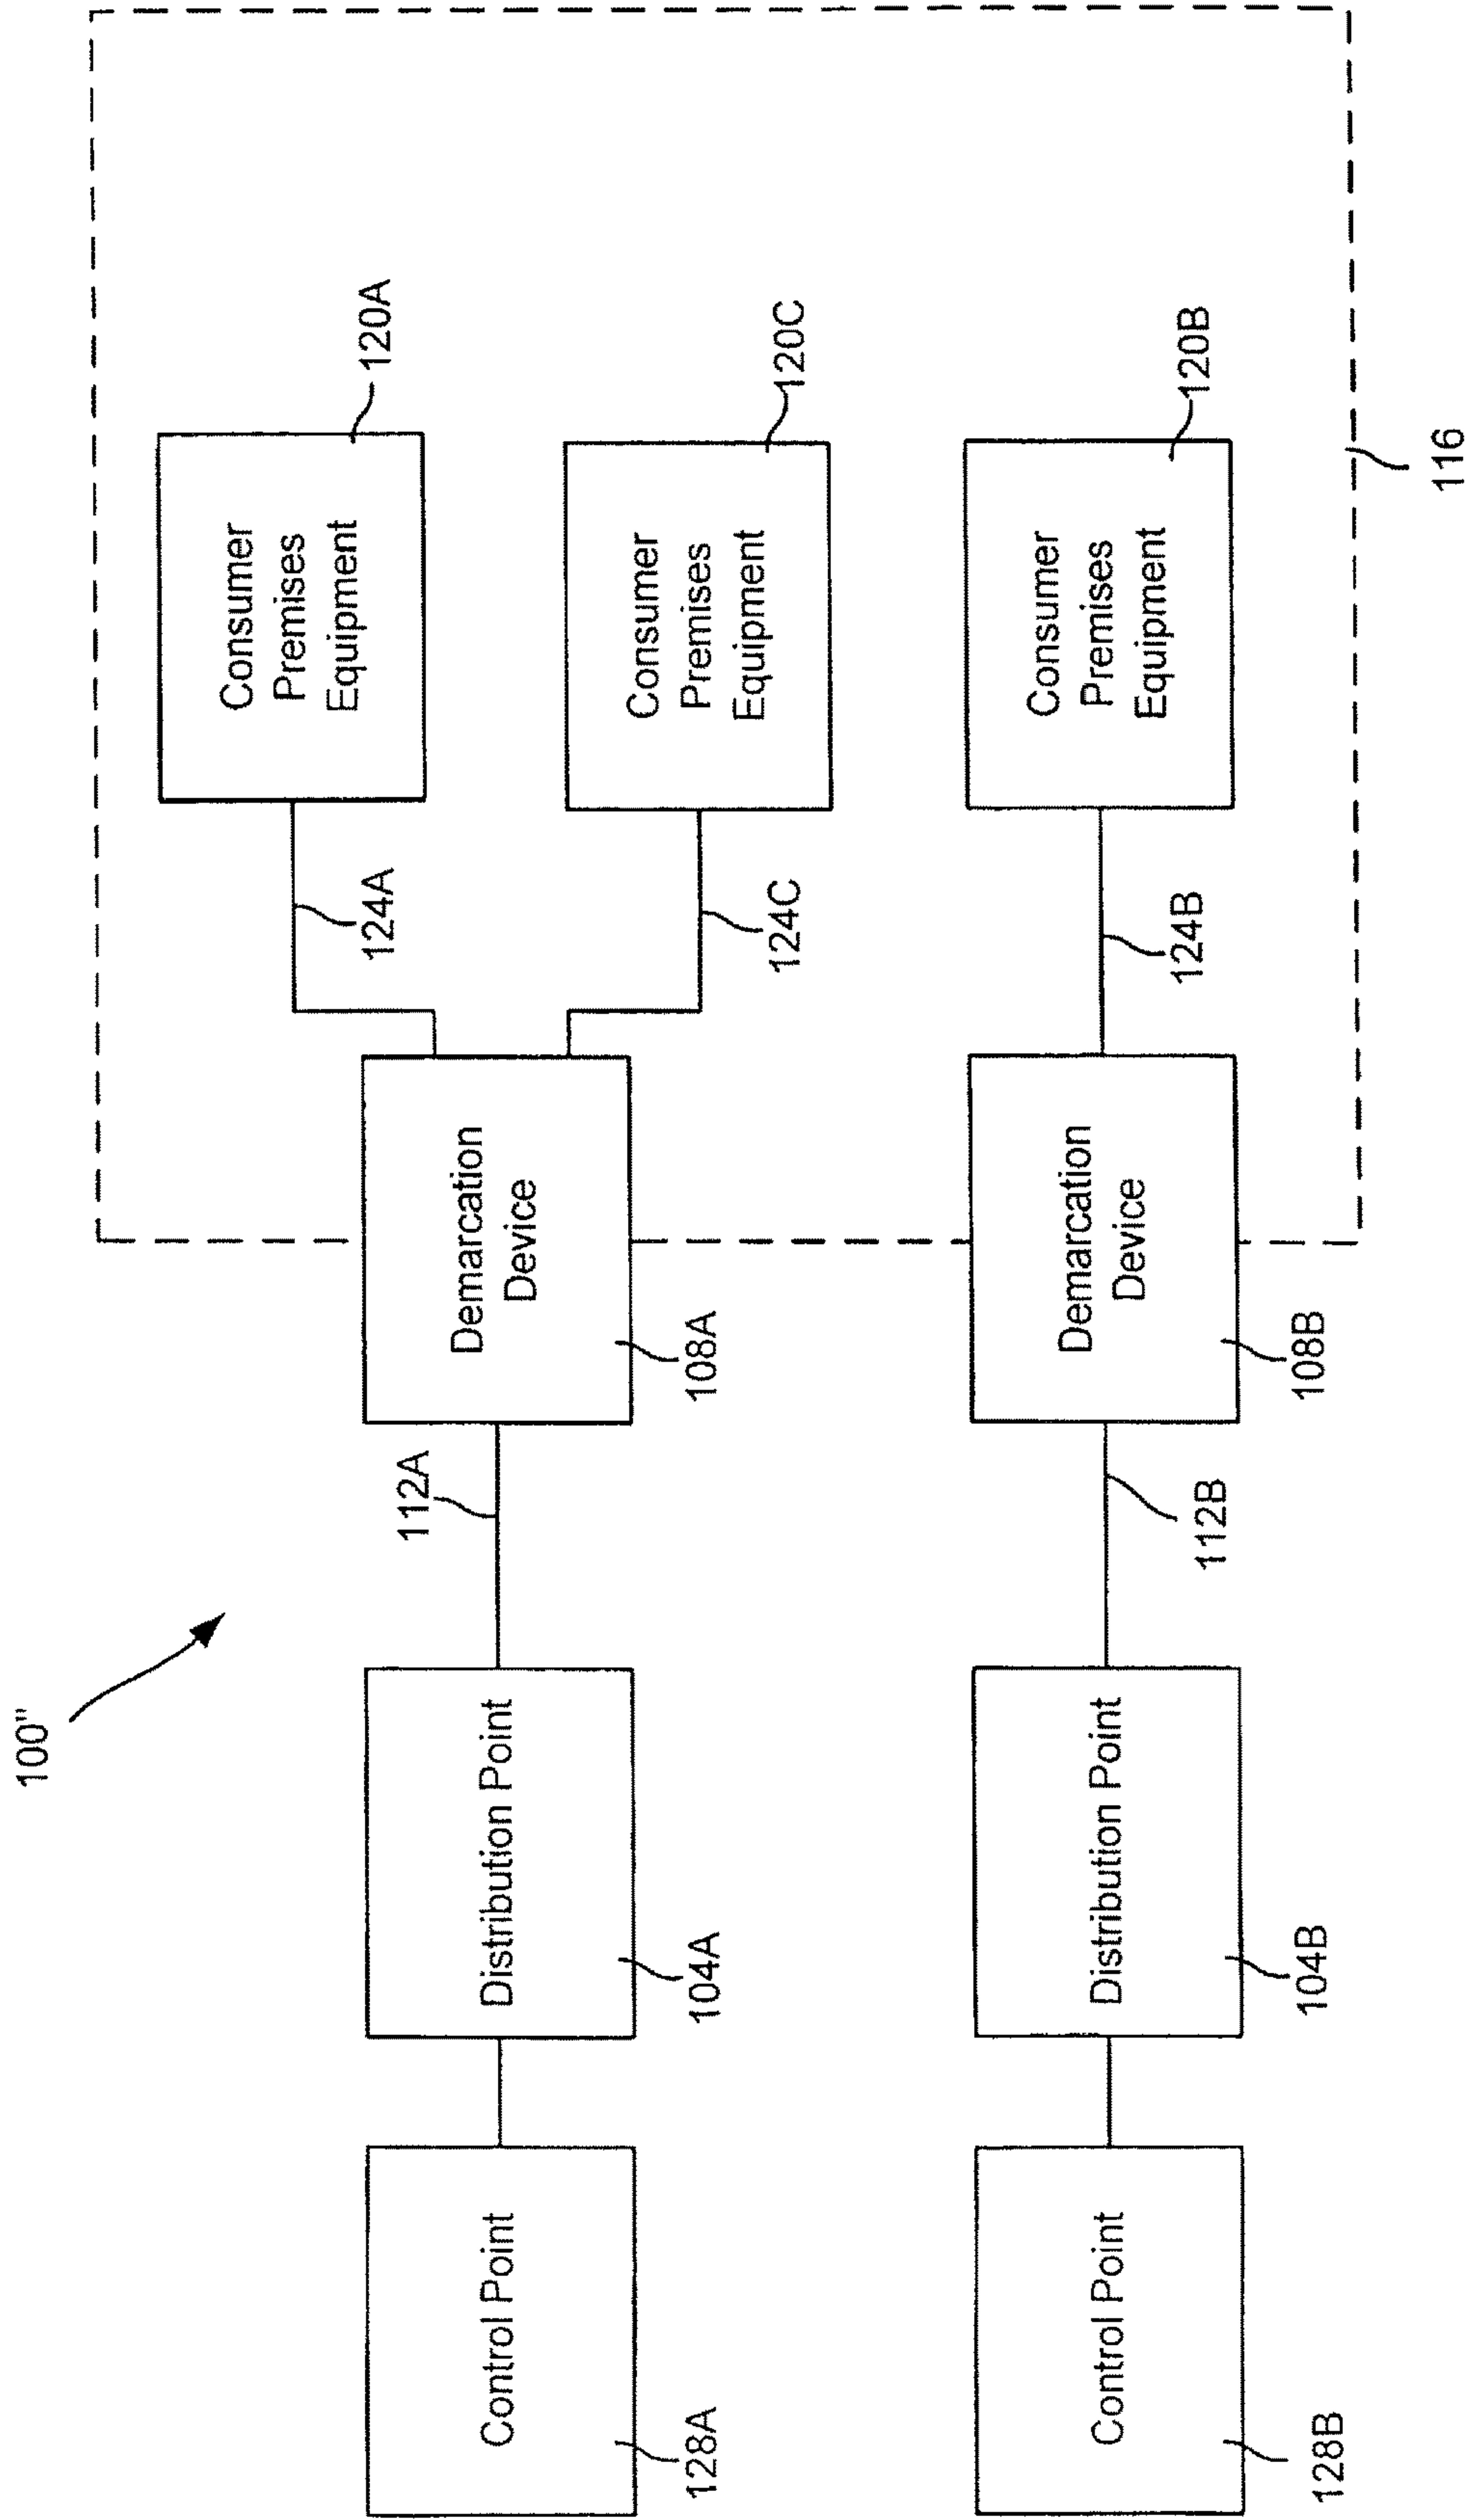 100"
Control Point
128A
Distribution Point
104A
112A
Demarcation
Device
108A
124A
Consumer
Premises
Equipment
120A
124C
Consumer
Premises
Equipment
120C
Control Point
128B
Distribution Point
104B
112B
Demarcation
Device
108B
124B
Consumer
Premises
Equipment
120B
116